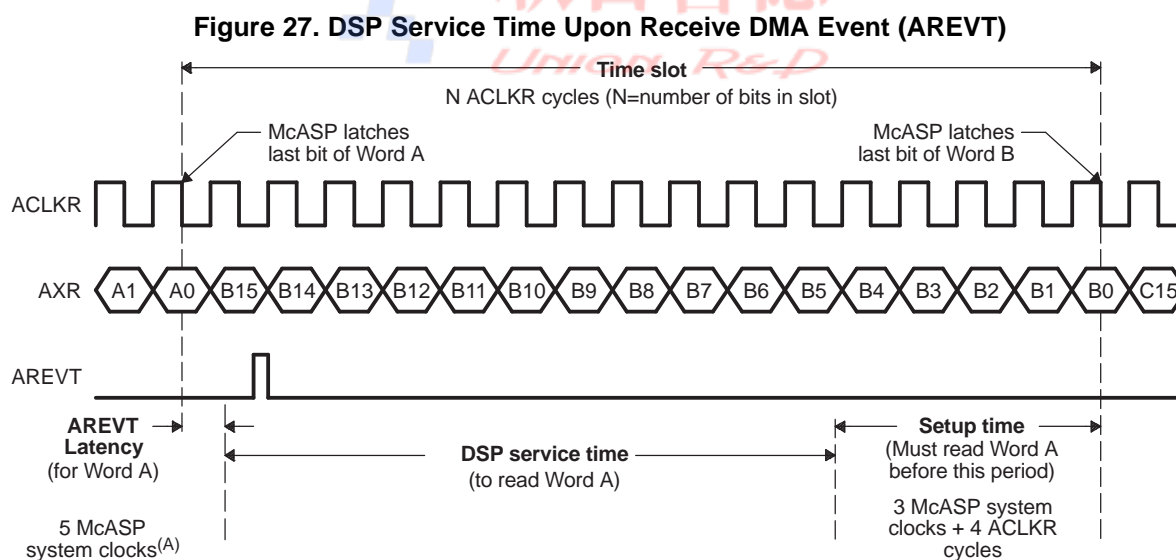 Figure 27. DSP Service Time Upon Receive DMA Event (AREVT)
Union R&D
Time slot
N ACLKR cycles (N=number of bits in slot)
McASP latches
last bit of Word A
McASP latches
last bit of Word B
ACLKR
AXR A1 A0 B15 B14 B13 B12 B11 B10 B9 B8 B7 B6 B5 B4 B3 B2 B1 B0 C15
AREVT
AREVT
Latency
(for Word A)
DSP service time
(to read Word A)
Setup time
(Must read Word A
before this period)
5 McASP
system clocks(A)
3 McASP system
clocks + 4 ACLKR
cycles